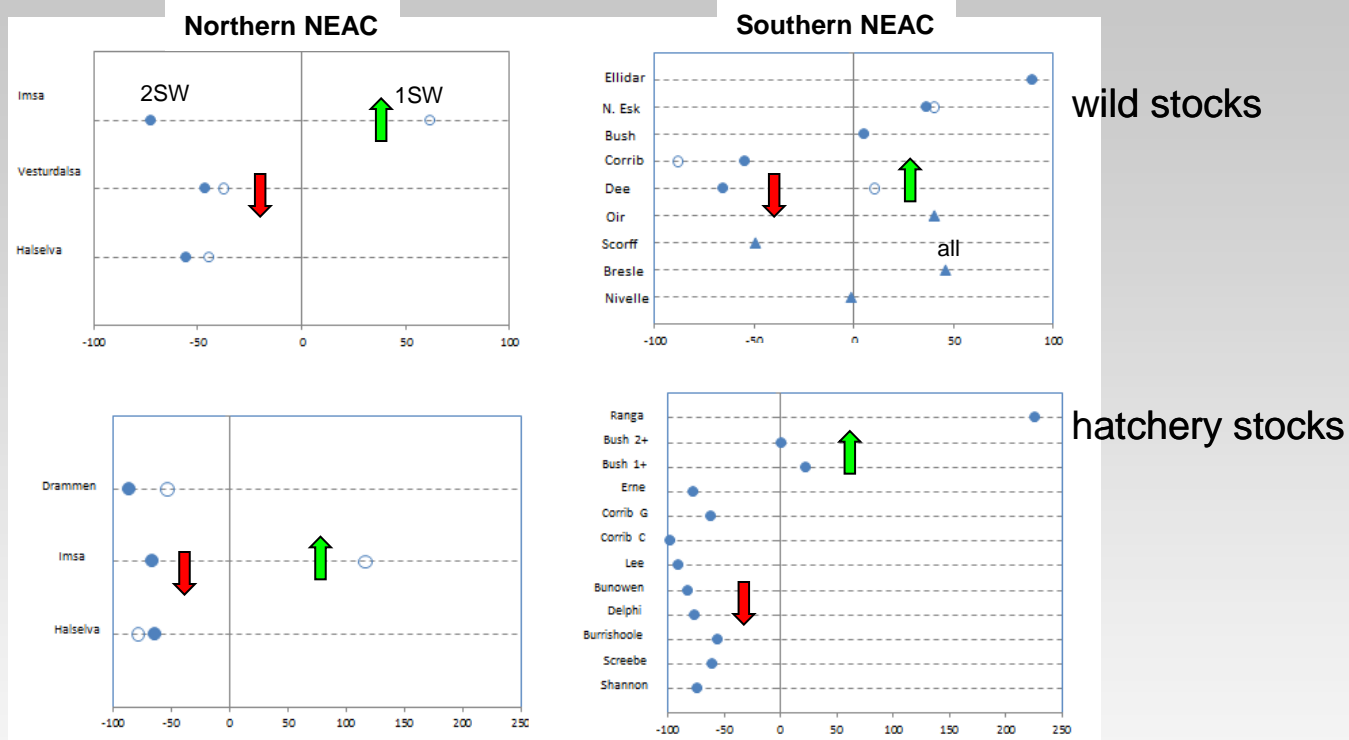 Northern NEAC
Southern NEAC
Imsa
2SW
1SW
Vesturdalsa
Halselva
-100 -50 0 50 100
Ellidar
N. Esk
Bush
Corrib
Dee
Oir
Scorff
all
Bresle
Nivelle
-100 -50 0 50 100
wild stocks
Drammen
Imsa
Halselva
-100 -50 0 50 100 150 200 250
Ranga
Bush 2+
Bush 1+
Erne
Corrib G
Corrib C
Lee
Bunowen
Delphi
Burrishoole
Screebe
Shannon
-100 -50 0 50 100 150 200 250
hatchery stocks